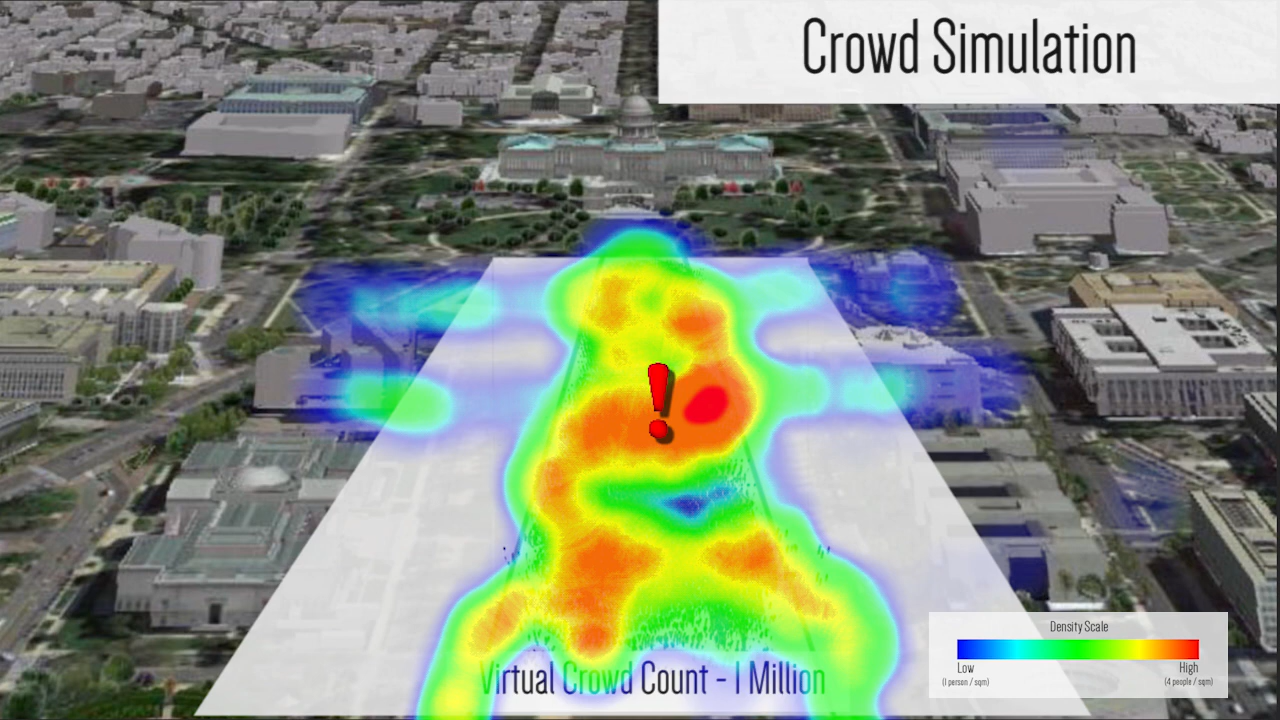 Crowd Simulation
Virtual Crowd Count - 1 Million
Density Scale
Low
High
(1 person / sqm)
(4 people / sqm)